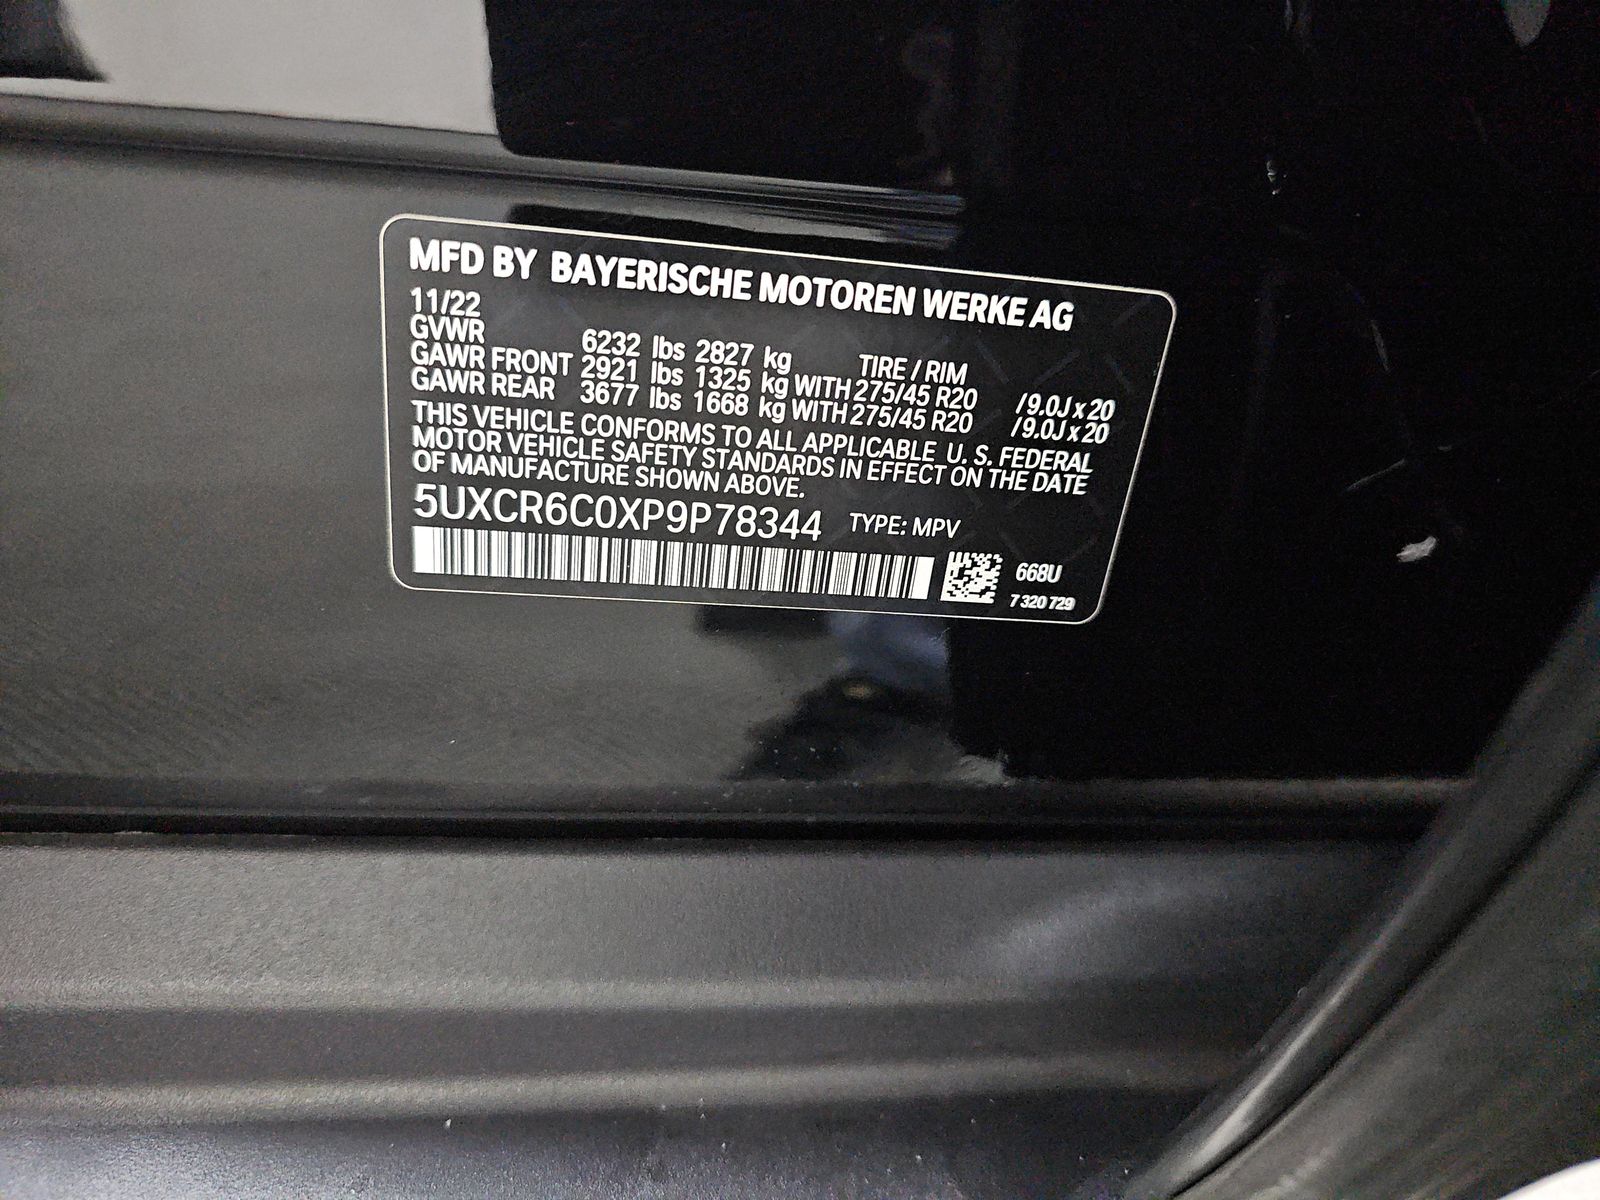 MFD BY BAYERISCHE MOTOREN WERKE AG
11/22
GVWR 6232 lbs 2827 kg TIRE / RIM
GAWR FRONT 2921 lbs 1325 kg WITH 275/45 R20 /9.0J x 20
GAWR REAR 3677 lbs 1668 kg WITH 275/45 R20 /9.0J x 20
THIS VEHICLE CONFORMS TO ALL APPLICABLE U. S. FEDERAL
MOTOR VEHICLE SAFETY STANDARDS IN EFFECT ON THE DATE
OF MANUFACTURE SHOWN ABOVE.
5UXCR6C0XP9P78344 TYPE: MPV
668U
7 320 729